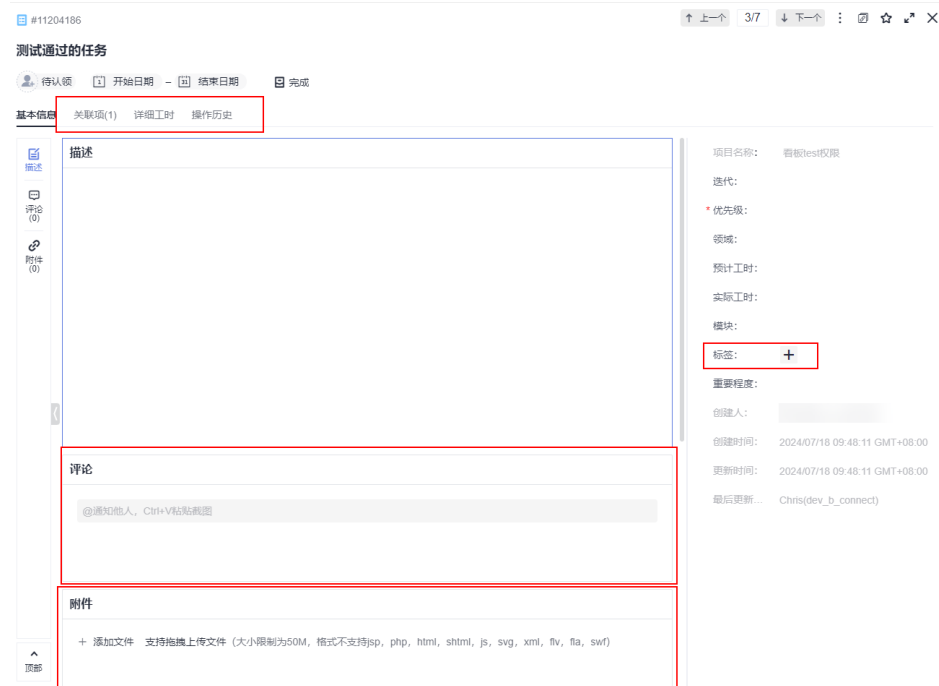 #11204186
上一个 3/7 下一个
测试通过的任务
待认领 开始日期 - 结束日期 完成
基本信息 关联项(1) 详细工时 操作历史
描述
评论
(0)
附件
(0)
顶部
描述
评论
@通知他人，Ctrl+V粘贴截图
附件
+ 添加文件 支持拖拽上传文件（大小限制为50M，格式不支持jsp，php，html，shtml，js，svg，xml，flv，fla，swf）
项目名称： 看板test权限
迭代：
* 优先级：
领域：
预计工时：
实际工时：
模块：
标签： +
重要程度：
创建人：
创建时间： 2024/07/18 09:48:11 GMT+08:00
更新时间： 2024/07/18 09:48:11 GMT+08:00
最后更新... Chris(dev_b_connect)